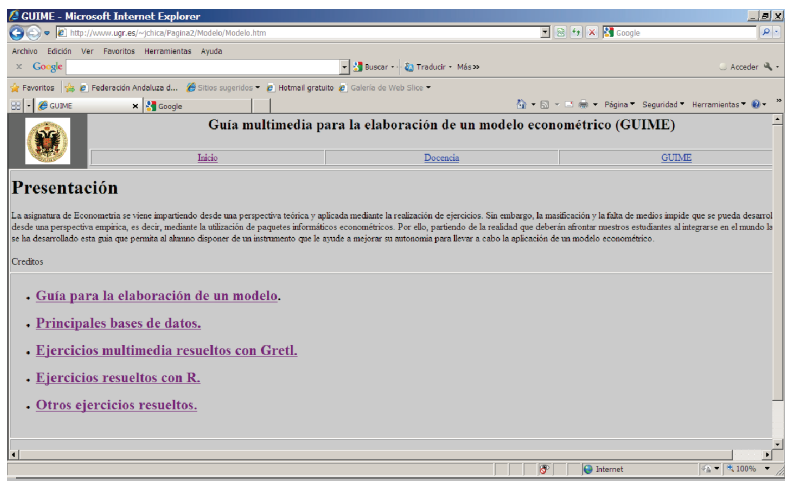 GUIME - Microsoft Internet Explorer
http://www.ugr.es/~jchica/Pagina2/Modelo/Modelo.htm
Google
Archivo Edición Ver Favoritos Herramientas Ayuda
x Google Buscar Traducir Más » Acceder
Favoritos Federación Andaluza d... Sitios sugeridos Hotmail gratuito Galería de Web Slice
GUIME x Google Página Seguridad Herramientas »
Guía multimedia para la elaboración de un modelo econométrico (GUIME)
Inicio Docencia GUIME
Presentación
La asignatura de Econometria se viene impartiendo desde una perspectiva teórica y aplicada mediante la realización de ejercicios. Sin embargo, la masificación y la falta de medios impide que se pueda desarrol
desde una perspectiva empírica, es decir, mediante la utilización de paquetes informáticos econométricos. Por ello, partiendo de la realidad que deberán afrontar nuestros estudiantes al integrarse en el mundo la
se ha desarrollado esta guia que permita al alumno disponer de un instrumento que le ayude a mejorar su autonomia para llevar a cabo la aplicación de un modelo econométrico.
Creditos
• Guía para la elaboración de un modelo.
• Principales bases de datos.
• Ejercicios multimedia resueltos con Gretl.
• Ejercicios resueltos con R.
• Otros ejercicios resueltos.
Internet 100%